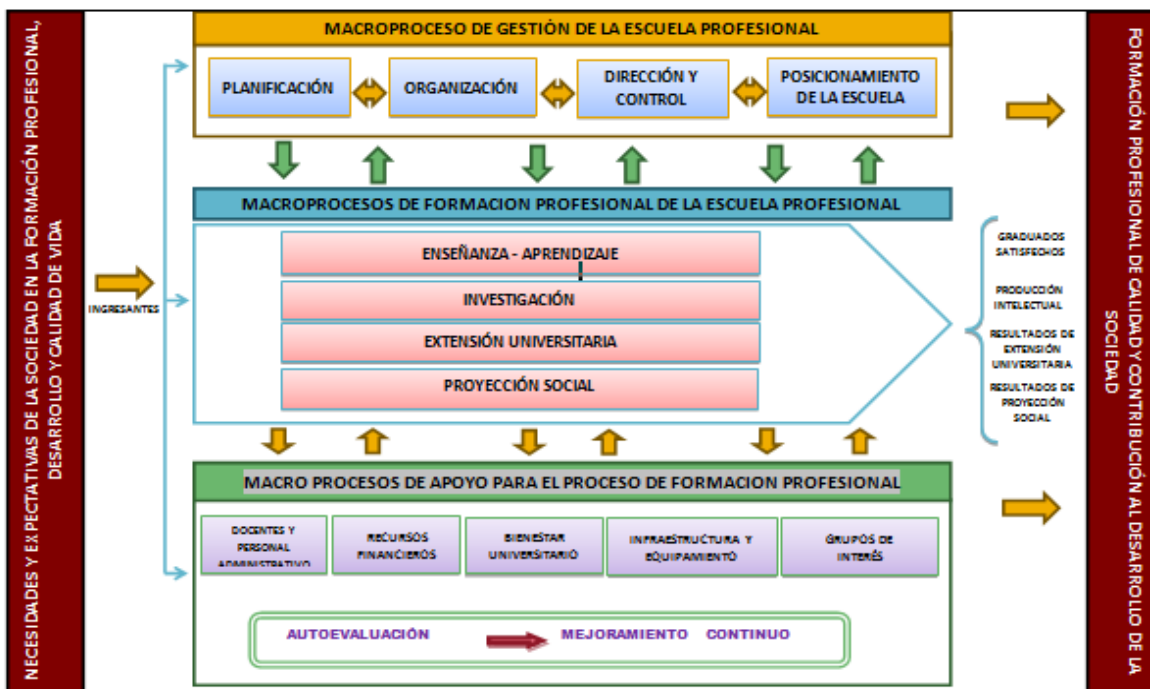 NECESIDADES Y EXPECTATIVAS DE LA SOCIEDAD EN LA FORMACIÓN PROFESIONAL,
DESARROLLO Y CALIDAD DE VIDA
INGRESANTES
MACROPROCESO DE GESTIÓN DE LA ESCUELA PROFESIONAL
PLANIFICACIÓN
ORGANIZACIÓN
DIRECCIÓN Y
CONTROL
POSICIONAMIENTO
DE LA ESCUELA
MACROPROCESOS DE FORMACION PROFESIONAL DE LA ESCUELA PROFESIONAL
ENSEÑANZA - APRENDIZAJE
INVESTIGACIÓN
EXTENSIÓN UNIVERSITARIA
PROYECCIÓN SOCIAL
GRADUADOS
SATISFECHOS
PRODUCCIÓN
INTELECTUAL
RESULTADOS DE
EXTENSIÓN
UNIVERSITARIA
RESULTADOS DE
PROYECCIÓN
SOCIAL
MACRO PROCESOS DE APOYO PARA EL PROCESO DE FORMACION PROFESIONAL
DOCENTES Y
PERSONAL
ADMINISTRATIVO
RECURSOS
FINANCIEROS
BIENESTAR
UNIVERSITARIO
INFRAESTRUCTURA Y
EQUIPAMIENTO
GRUPOS DE
INTERÉS
AUTOEVALUACIÓN
MEJORAMIENTO CONTINUO
FORMACIÓN PROFESIONAL DE CALIDAD Y CONTRIBUCIÓN AL DESARROLLO DE LA
SOCIEDAD